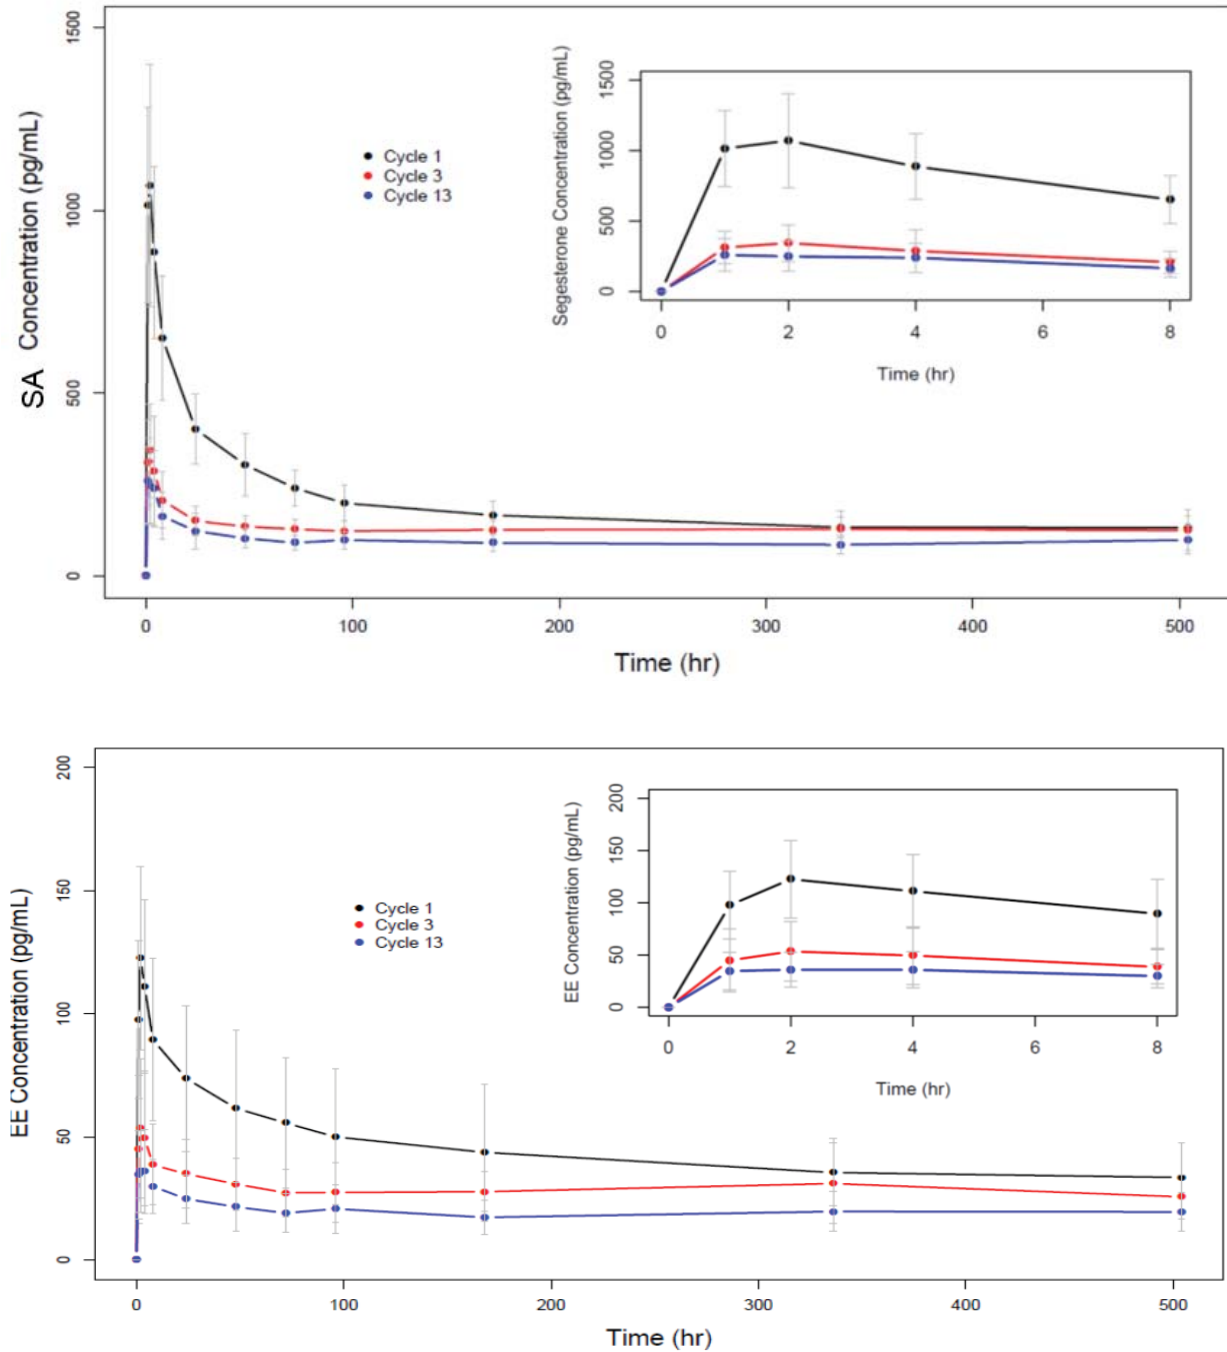 SA Concentration (pg/mL)
1500
1000
500
0
Cycle 1
Cycle 3
Cycle 13
Segesterone Concentration (pg/mL)
1500
1000
500
0
0 2 4 6 8
Time (hr)
0 100 200 300 400 500
Time (hr)
EE Concentration (pg/mL)
200
150
100
50
0
Cycle 1
Cycle 3
Cycle 13
EE Concentration (pg/mL)
200
150
100
50
0
0 2 4 6 8
Time (hr)
0 100 200 300 400 500
Time (hr)